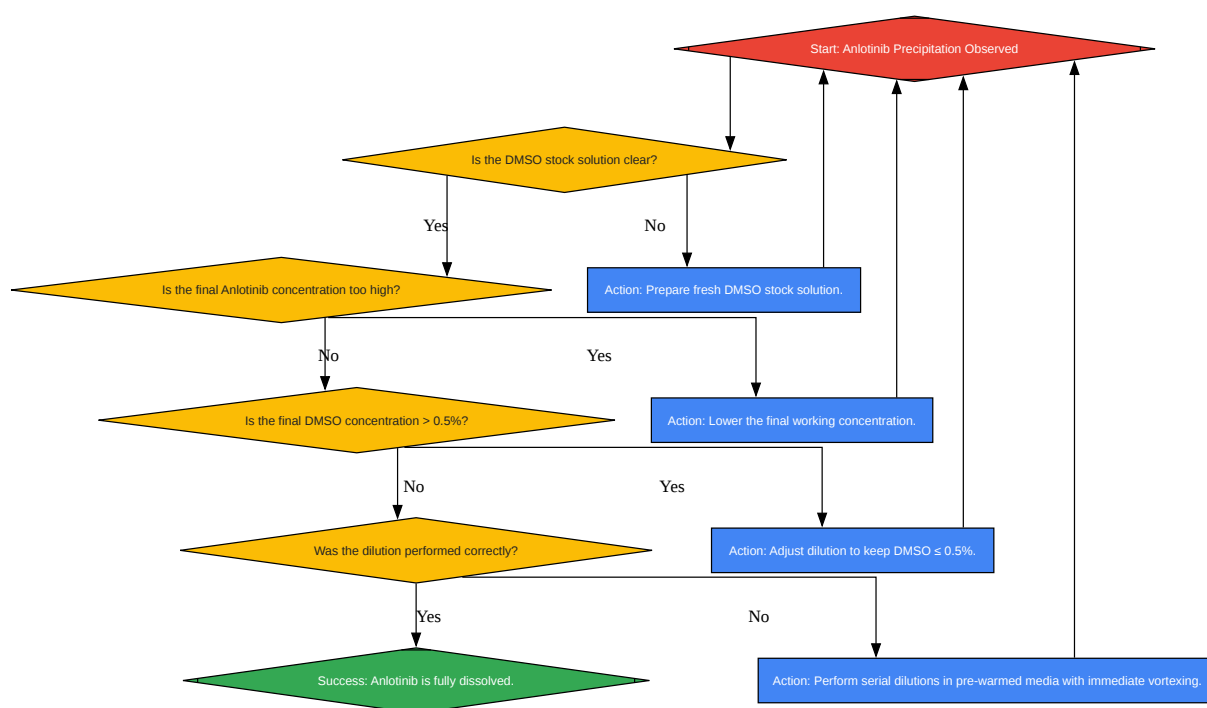 Start: Anlotinib Precipitation Observed
Is the DMSO stock solution clear?
Yes
No
Is the final Anlotinib concentration too high?
Action: Prepare fresh DMSO stock solution.
No
Yes
Is the final DMSO concentration > 0.5%?
Action: Lower the final working concentration.
No
Yes
Was the dilution performed correctly?
Action: Adjust dilution to keep DMSO ≤ 0.5%.
Yes
No
Success: Anlotinib is fully dissolved.
Action: Perform serial dilutions in pre-warmed media with immediate vortexing.